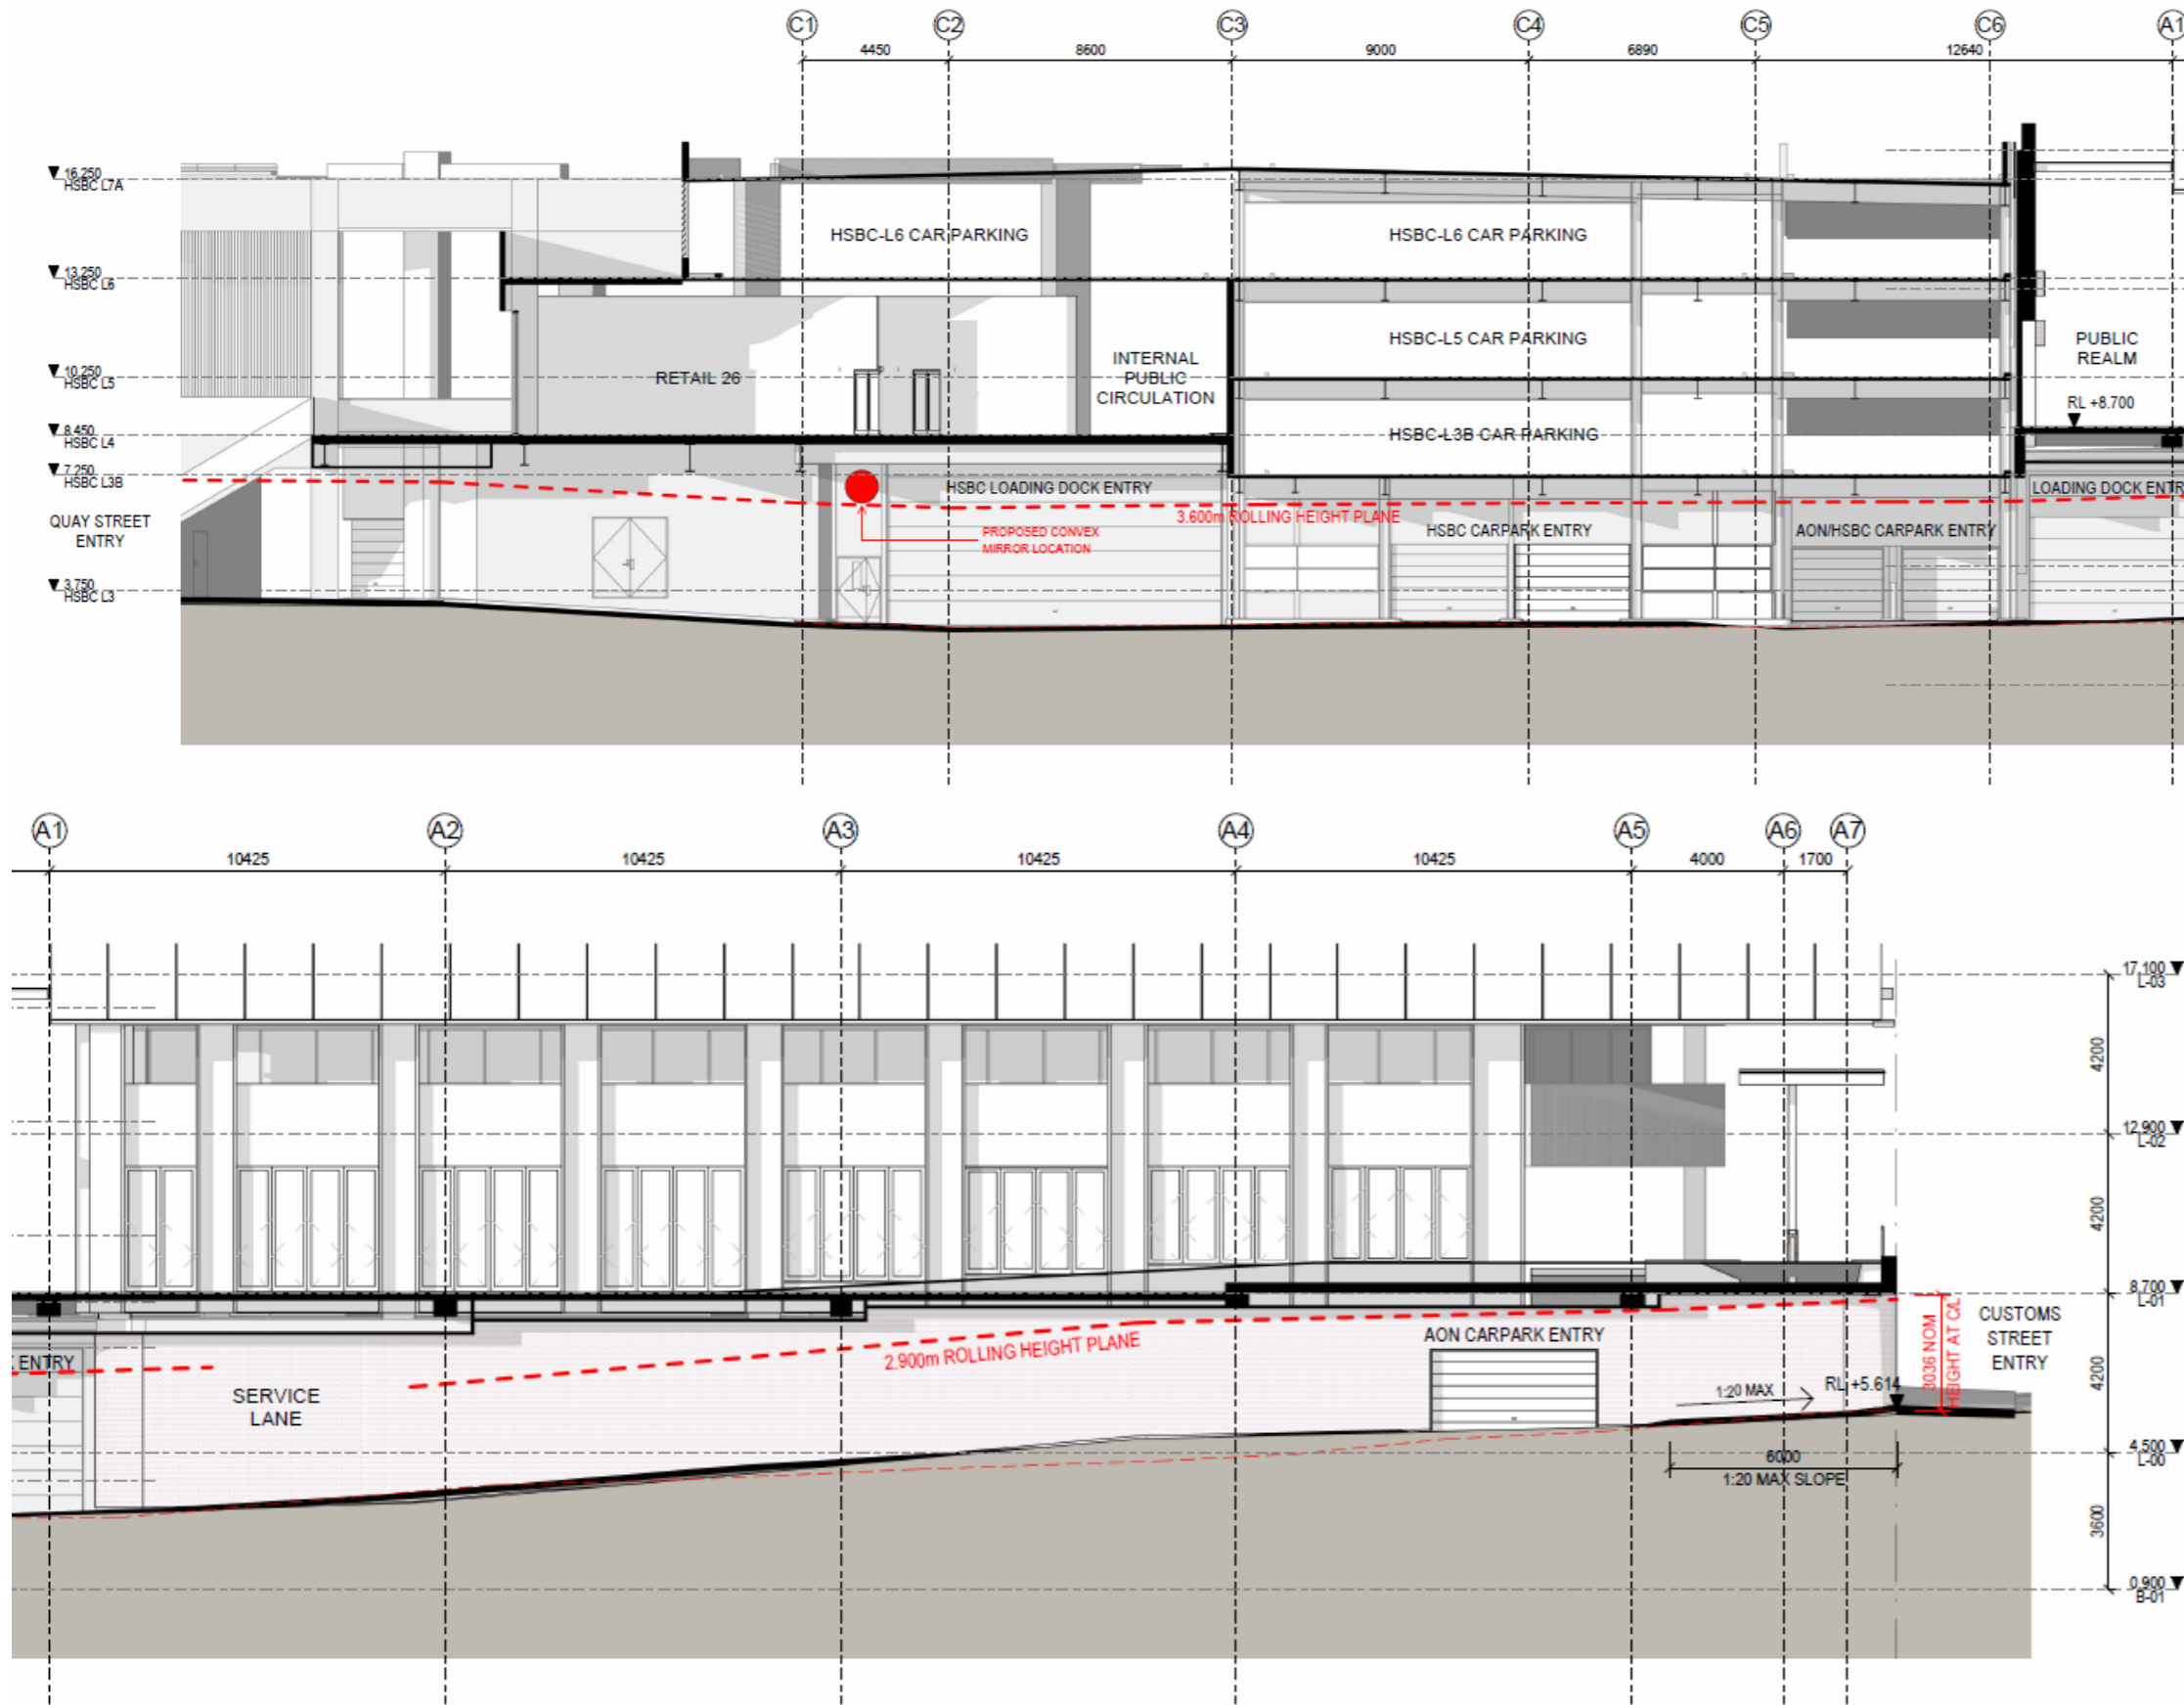 C1 C2 C3 C4 C5 C6 A1
4450 8600 9000 6890 12640
16.250
HSBC L7A
HSBC-L6 CAR PARKING
HSBC-L6 CAR PARKING
13.250
HSBC L6
HSBC-L5 CAR PARKING
PUBLIC
REALM
INTERNAL
PUBLIC
CIRCULATION
10.250
HSBC L5
RETAIL 26
RL +8.700
8.450
HSBC L4
HSBC-L3B CAR PARKING
7.250
HSBC L3B
HSBC LOADING DOCK ENTRY
LOADING DOCK ENTR
QUAY STREET
ENTRY
3.600m ROLLING HEIGHT PLANE
PROPOSED CONVEX
MIRROR LOCATION
HSBC CARPARK ENTRY
AON/HSBC CARPARK ENTRY
3.750
HSBC L3
A1 A2 A3 A4 A5 A6 A7
10425 10425 10425 10425 4000 1700
17.100
L-03
4200
12.900
L-02
4200
8.700
L-01
CUSTOMS
STREET
ENTRY
3036 NOM
HEIGHT AT C/L
AON CARPARK ENTRY
2.900m ROLLING HEIGHT PLANE
ENTRY
SERVICE
LANE
1:20 MAX
RL +5.614
4200
4.500
L-00
6000
1:20 MAX SLOPE
3600
0.900
B-01